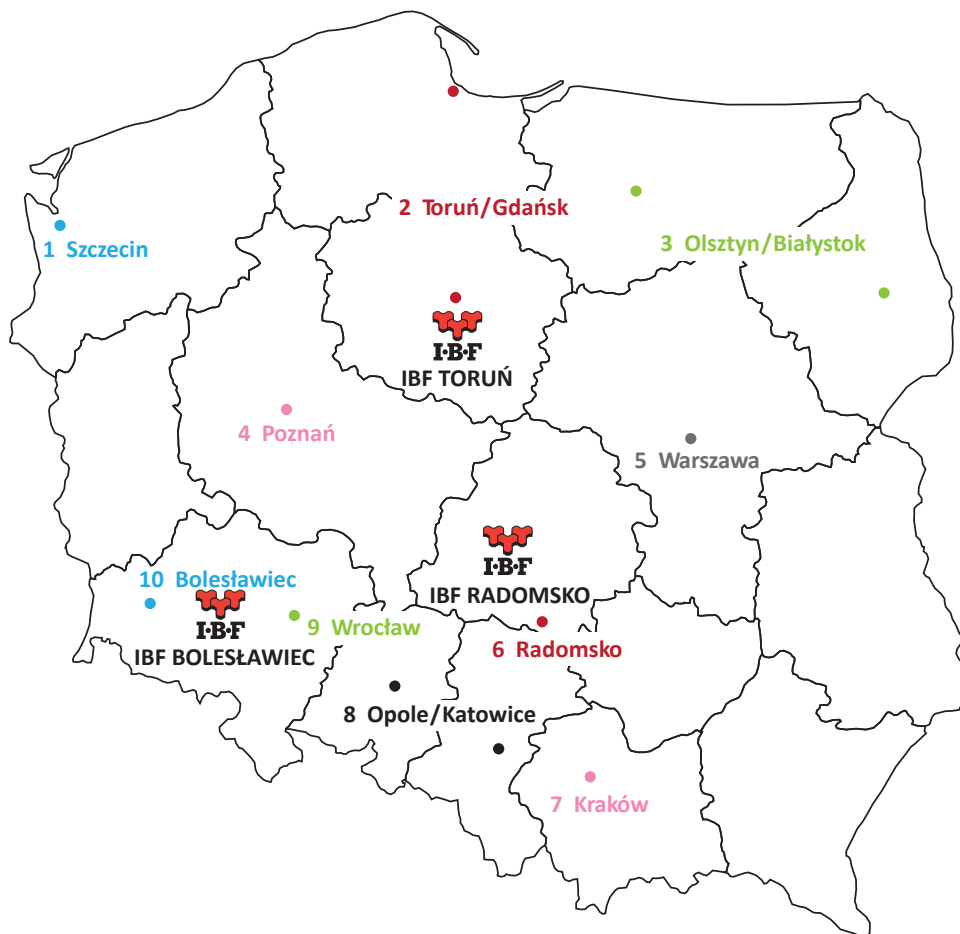 2 Toruń/Gdańsk
1 Szczecin
3 Olsztyn/Białystok
I·B·F
IBF TORUŃ
4 Poznań
5 Warszawa
I·B·F
IBF RADOMSKO
10 Bolesławiec
I·B·F
IBF BOLESŁAWIEC
9 Wrocław
6 Radomsko
8 Opole/Katowice
7 Kraków